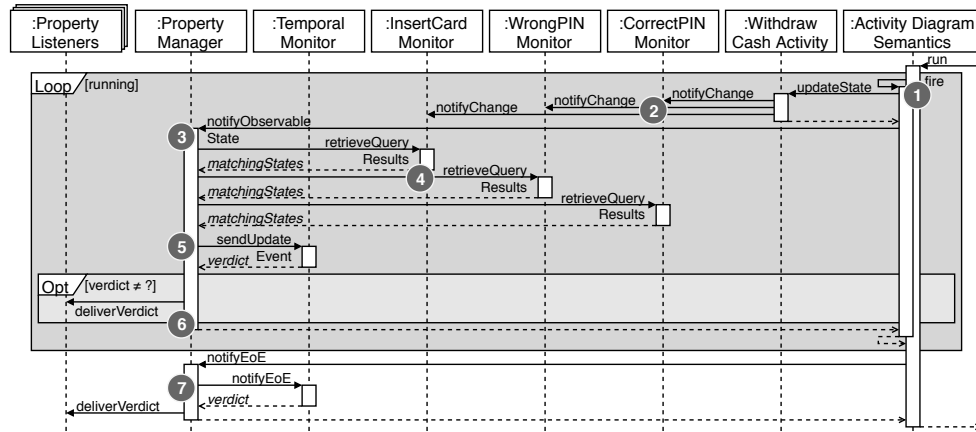 :Property Listeners
:Property Manager
:Temporal Monitor
:InsertCard Monitor
:WrongPIN Monitor
:CorrectPIN Monitor
:Withdraw Cash Activity
:Activity Diagram Semantics
run
Loop [running]
fire
1
updateState
notifyChange
notifyChange
2
notifyChange
notifyObservable State
3
retrieveQuery Results
matchingStates
4
retrieveQuery Results
matchingStates
retrieveQuery Results
matchingStates
5
sendUpdate Event
verdict
Opt [verdict ≠ ?]
deliverVerdict
6
notifyEoE
7
notifyEoE
verdict
deliverVerdict